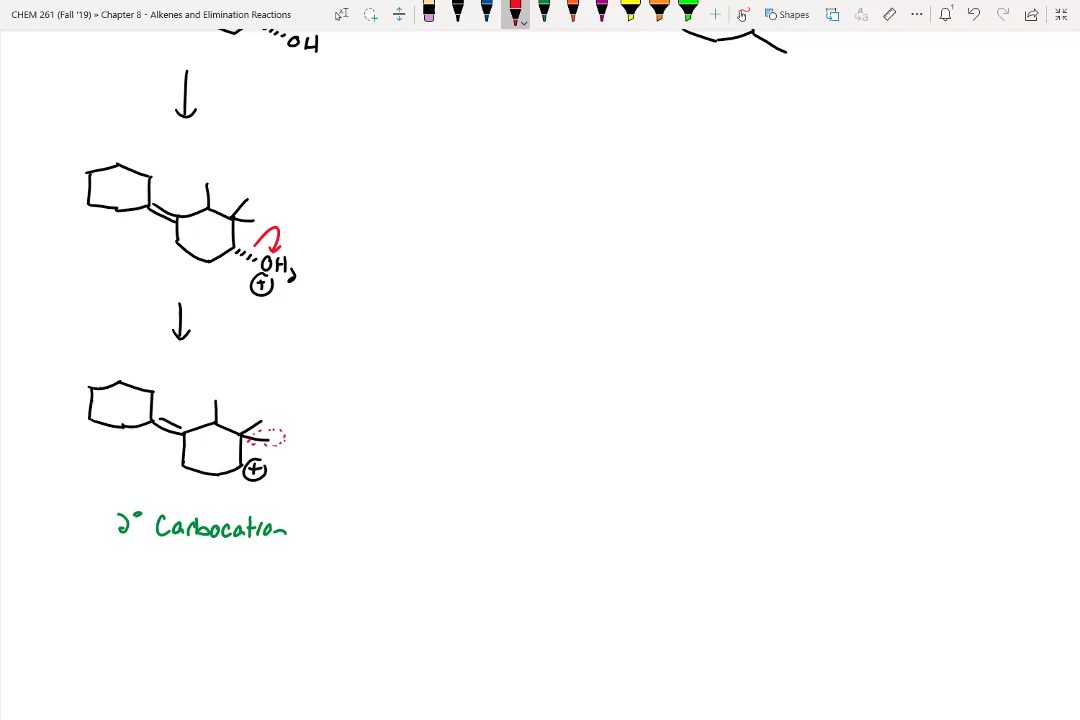 CHEM 261 (Fall '19) » Chapter 8 - Alkenes and Elimination Reactions
Shapes
OH
OH2
+
+
2° Carbocation